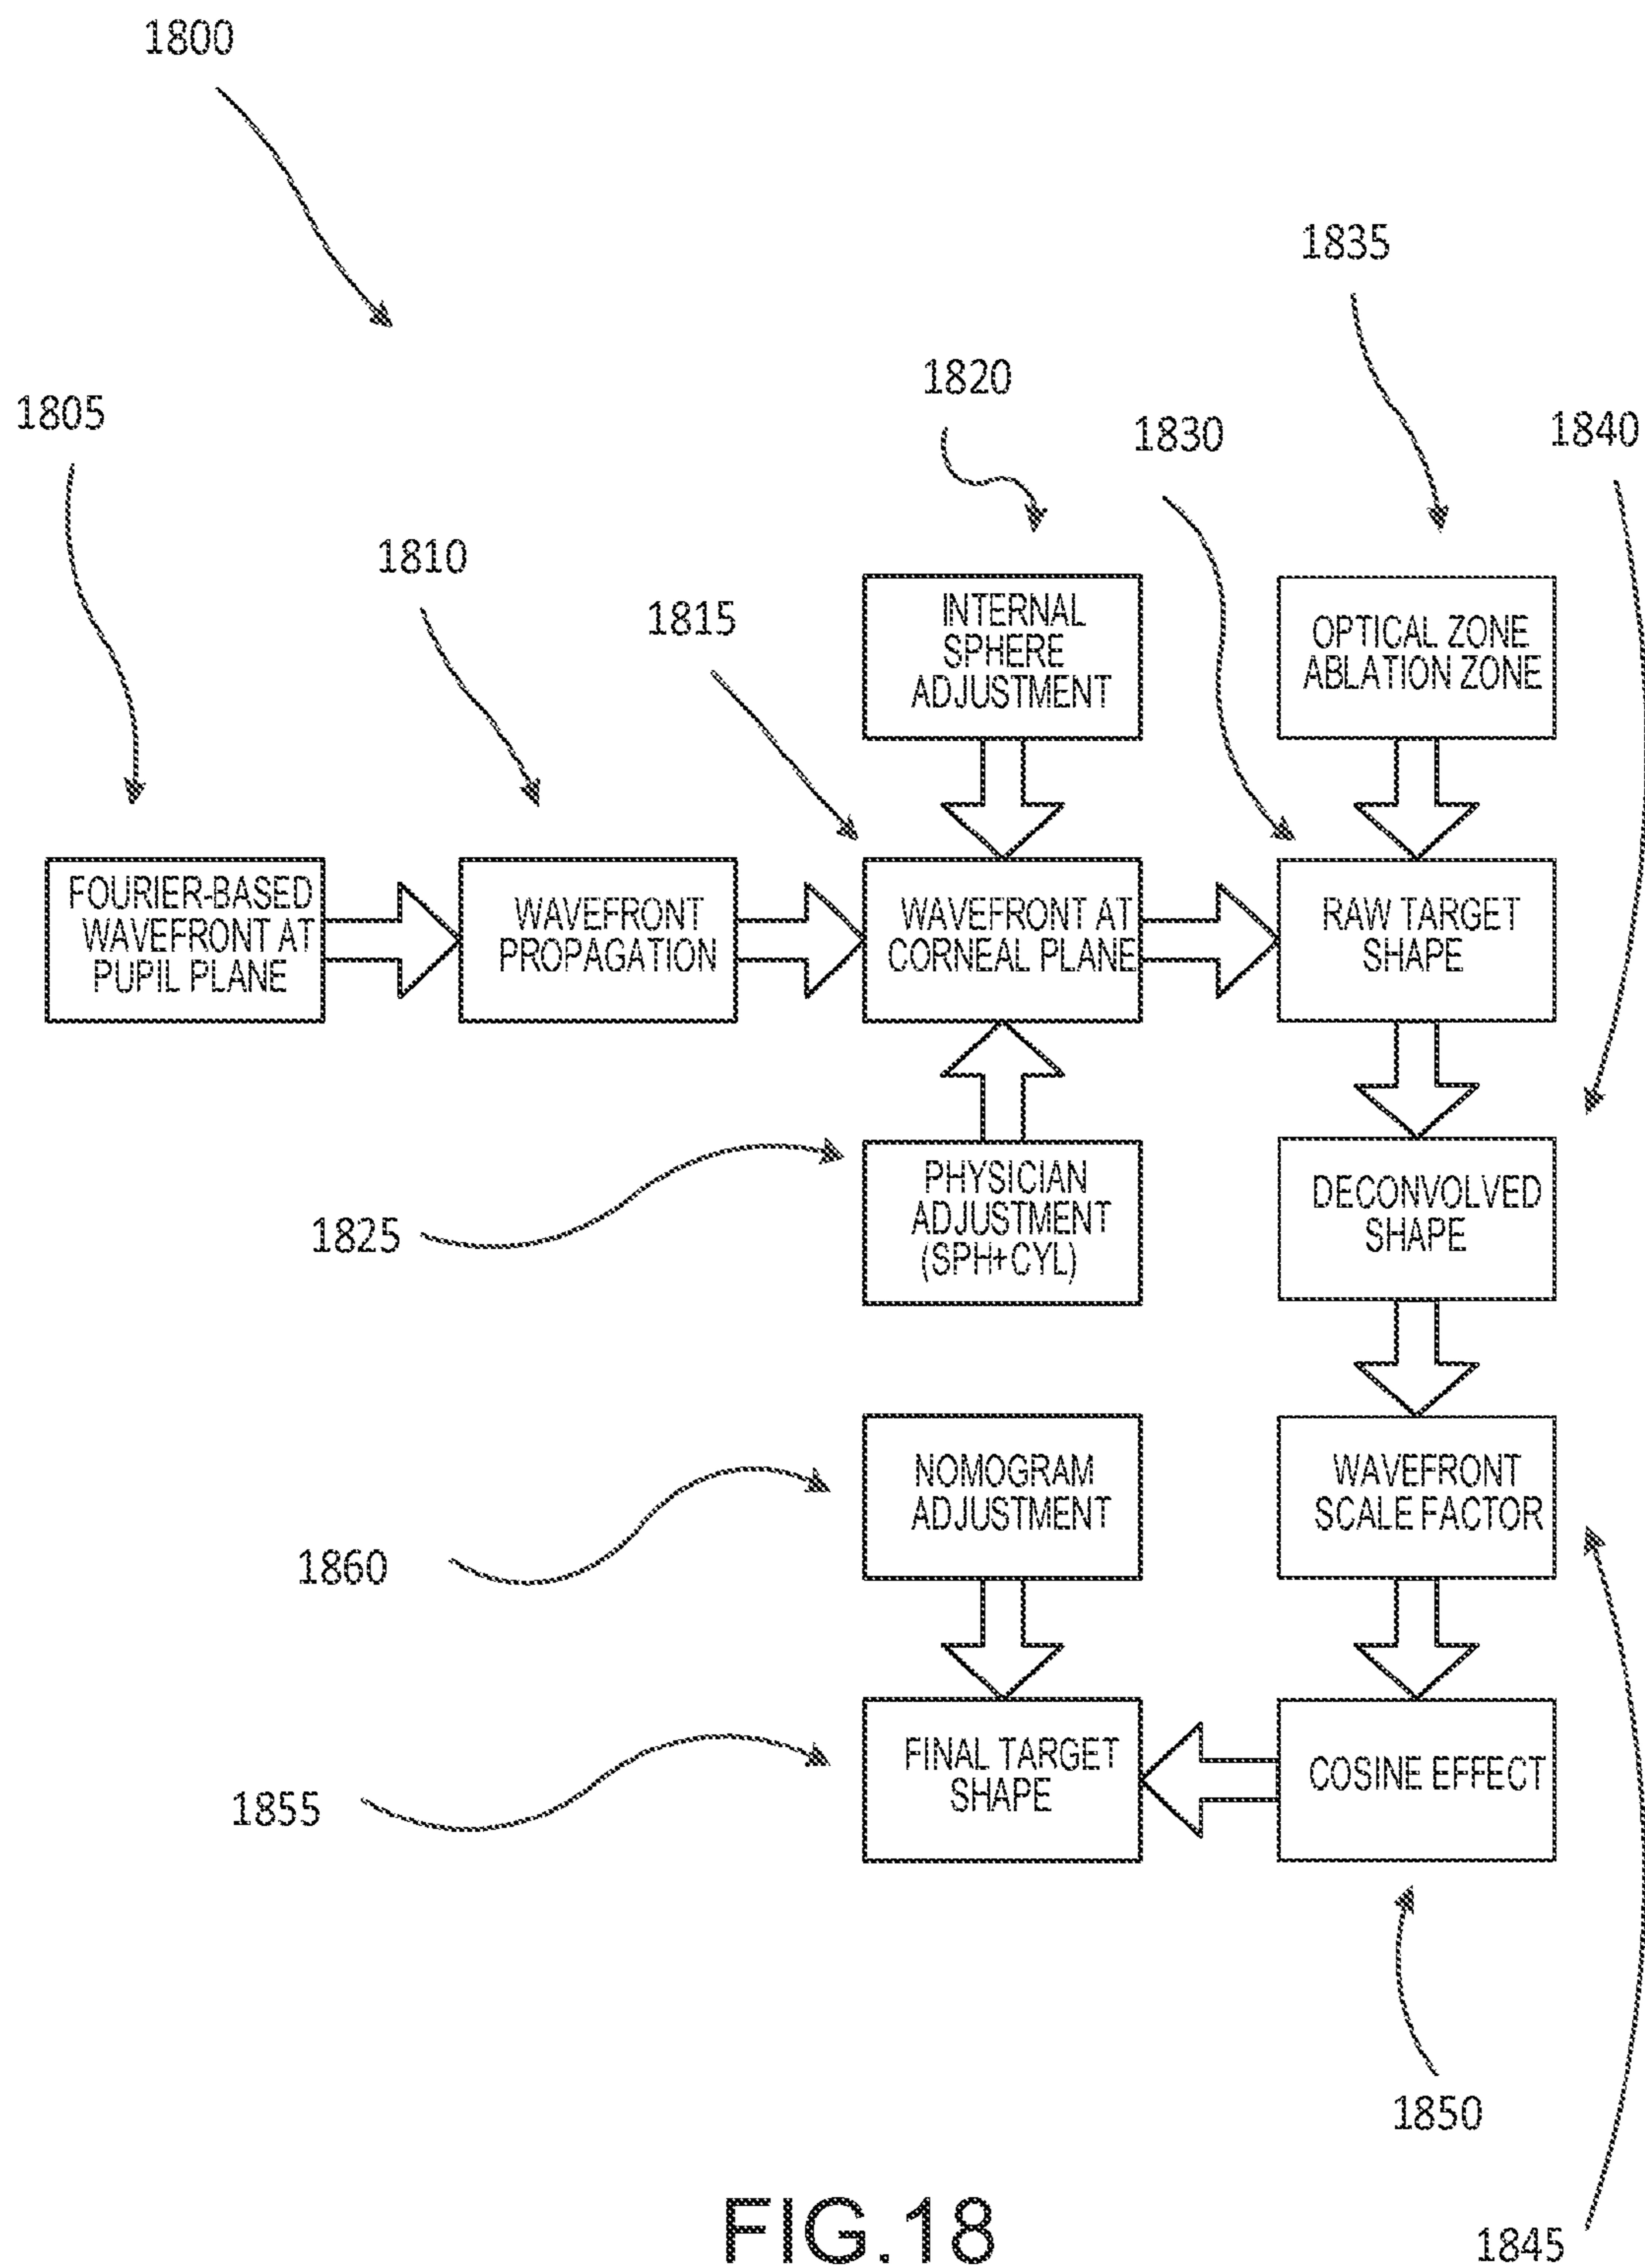 1800
1835
1820
1805
1830
1840
1810
1815
INTERNAL
SPHERE
ADJUSTMENT
OPTICAL ZONE
ABLATION ZONE
FOURIER-BASED
WAVEFRONT AT
PUPIL PLANE
WAVEFRONT
PROPAGATION
WAVEFRONT AT
CORNEAL PLANE
RAW TARGET
SHAPE
1825
PHYSICIAN
ADJUSTMENT
(SPH+CYL)
DECONVOLVED
SHAPE
1860
NOMOGRAM
ADJUSTMENT
WAVEFRONT
SCALE FACTOR
1855
FINAL TARGET
SHAPE
COSINE EFFECT
1850
1845
FIG.18